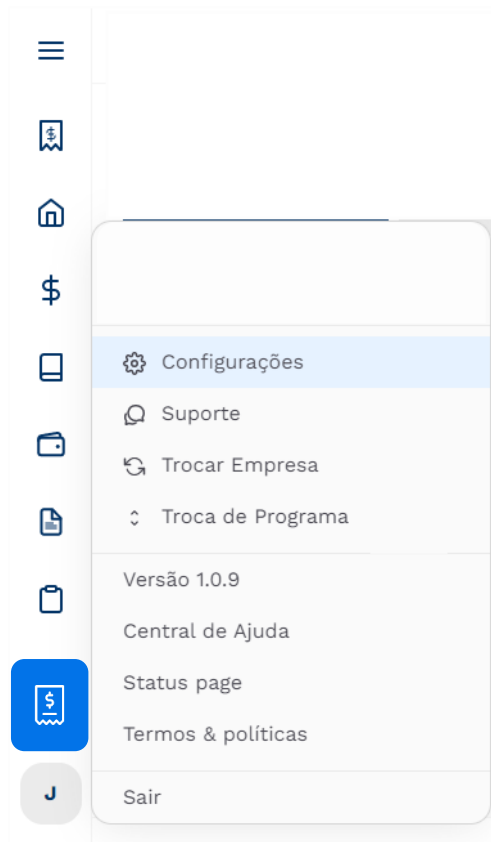 Configurações
Suporte
Trocar Empresa
Troca de Programa
Versão 1.0.9
Central de Ajuda
Status page
Termos & políticas
J
Sair